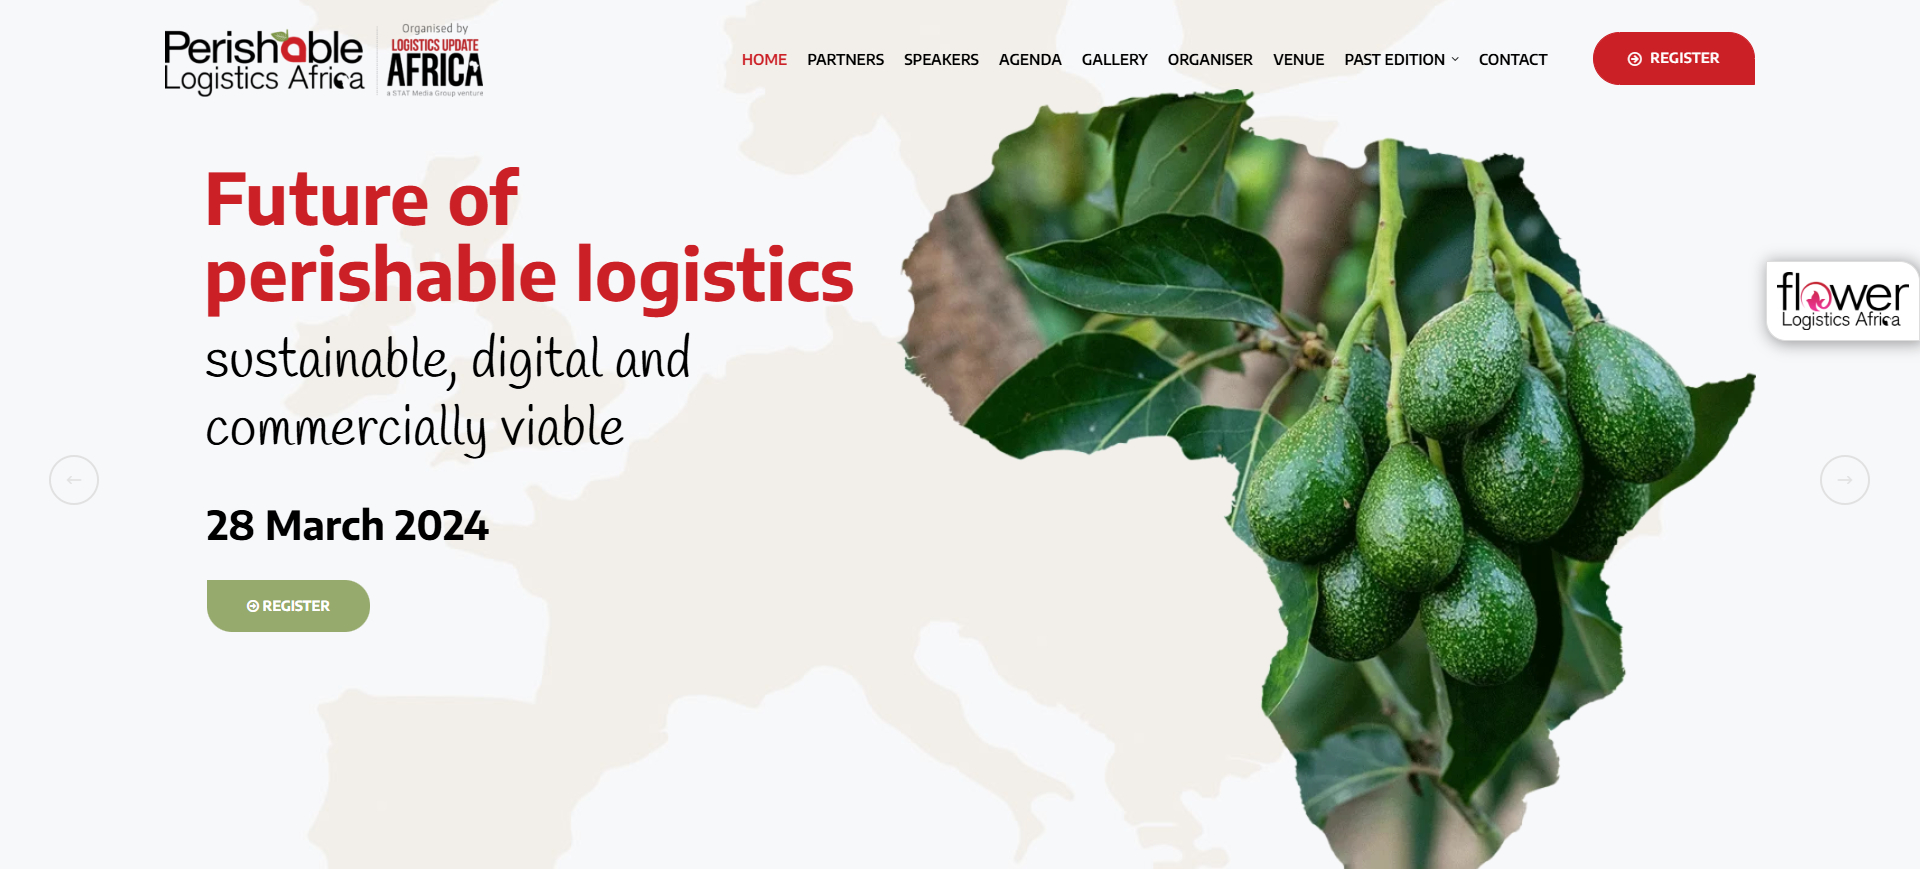 Perishable
Logistics Africa
Organised by
LOGISTICS UPDATE
AFRICA
a STAT Media Group venture
HOME PARTNERS SPEAKERS AGENDA GALLERY ORGANISER VENUE PAST EDITION CONTACT
REGISTER
Future of
perishable logistics
sustainable, digital and
commercially viable
28 March 2024
REGISTER
flower
Logistics Africa